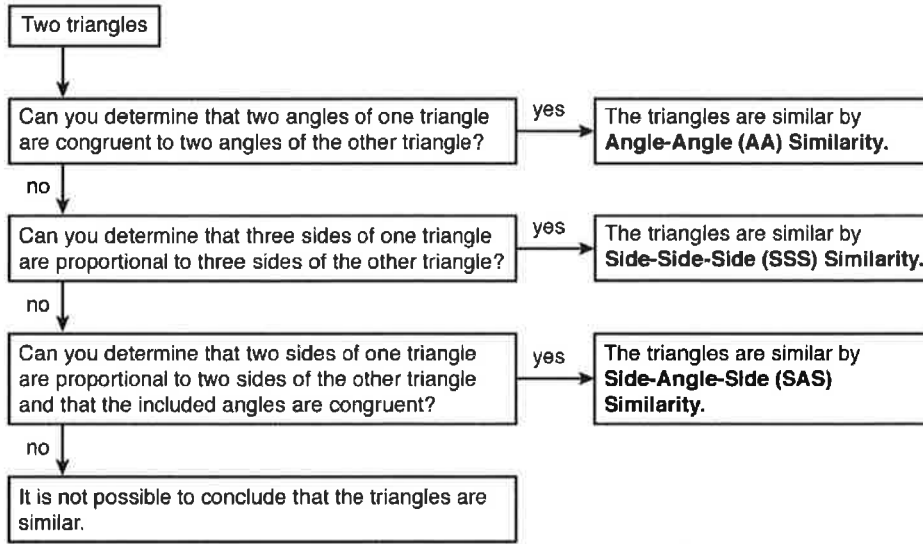 Two triangles
Can you determine that two angles of one triangle
are congruent to two angles of the other triangle?
yes
The triangles are similar by
Angle-Angle (AA) Similarity.
no
Can you determine that three sides of one triangle
are proportional to three sides of the other triangle?
yes
The triangles are similar by
Side-Side-Side (SSS) Similarity.
no
Can you determine that two sides of one triangle
are proportional to two sides of the other triangle
and that the included angles are congruent?
yes
The triangles are similar by
Side-Angle-Side (SAS)
Similarity.
no
It is not possible to conclude that the triangles are
similar.